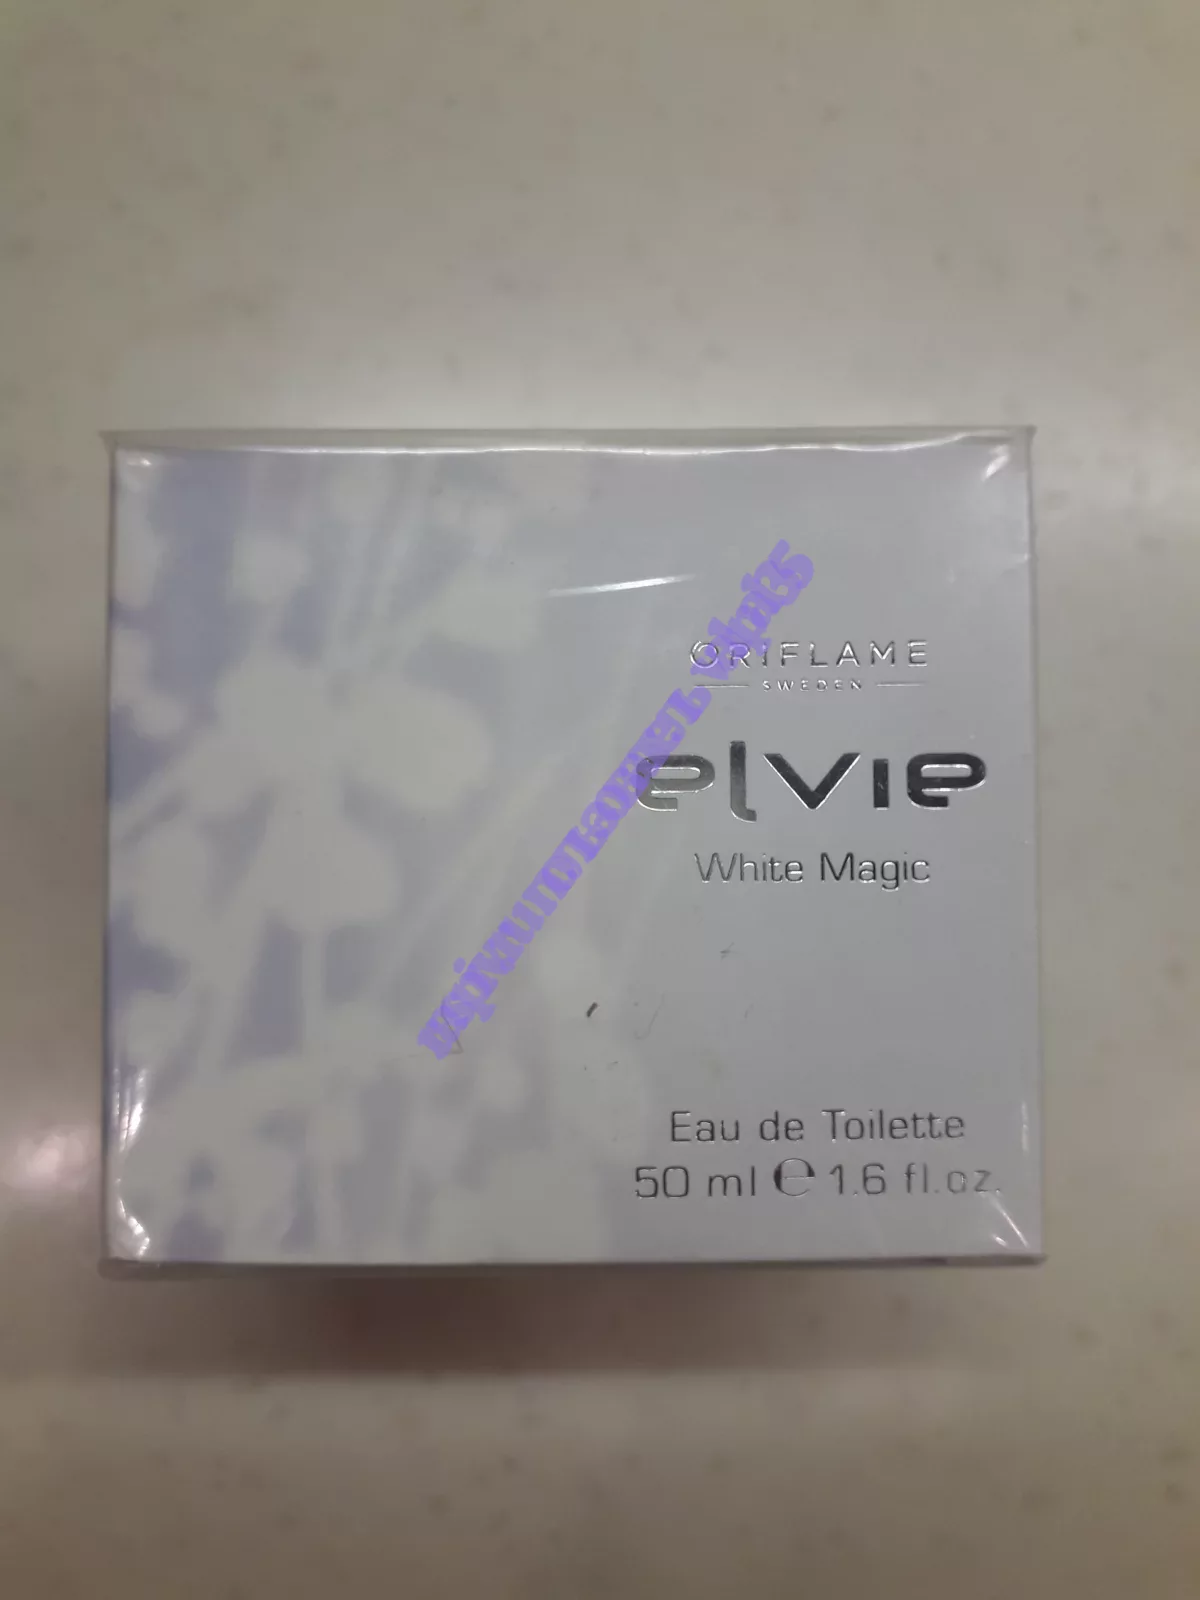 ORIFLAME
SWEDEN
elvie
White Magic
Eau de Toilette
50 ml ℮ 1.6 fl.oz.